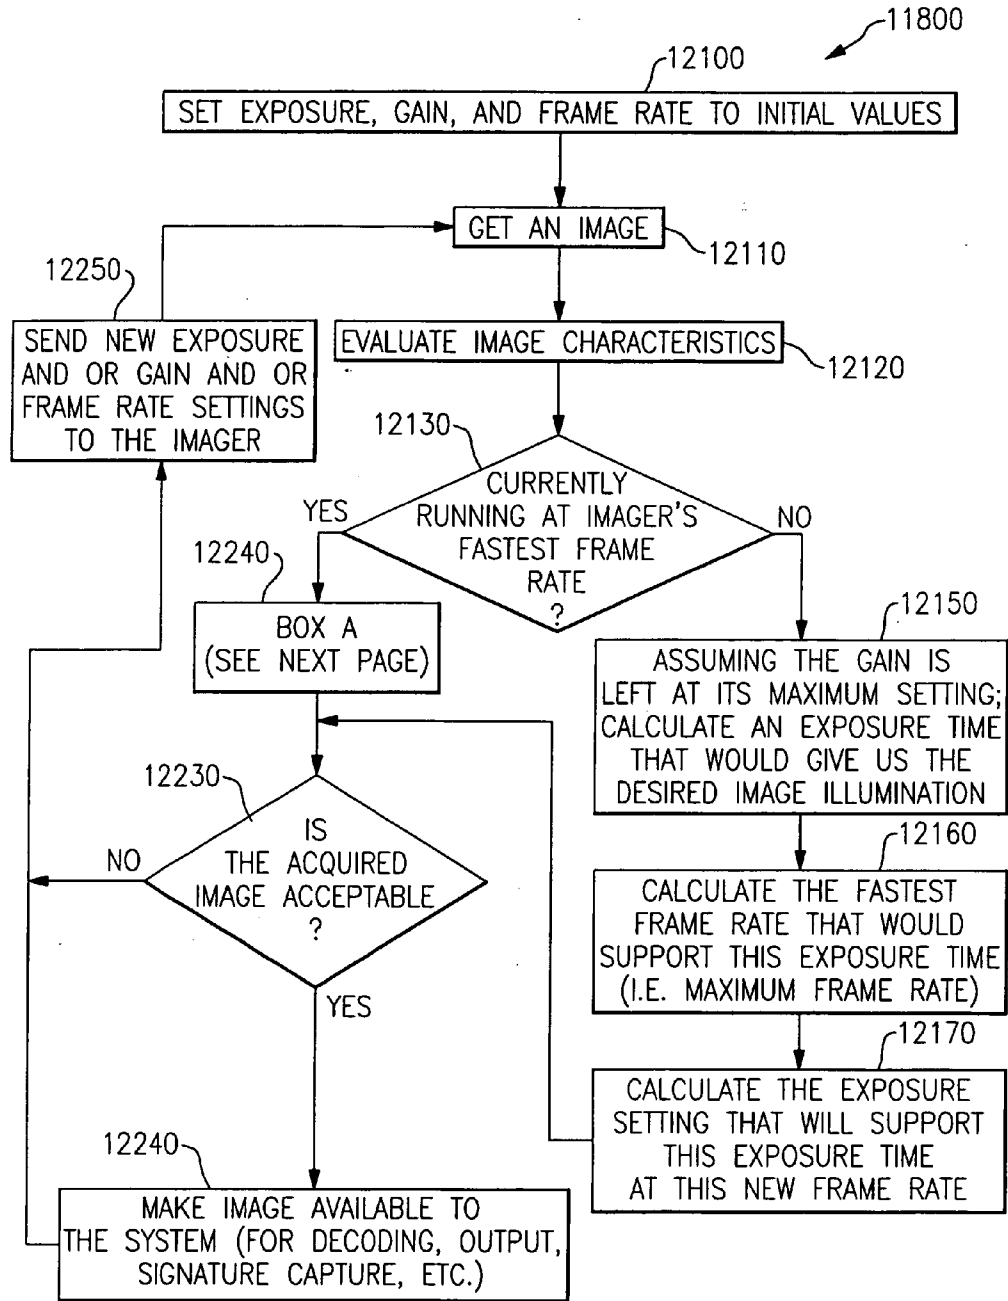 11800
12100
SET EXPOSURE, GAIN, AND FRAME RATE TO INITIAL VALUES
GET AN IMAGE
12110
12250
SEND NEW EXPOSURE
AND OR GAIN AND OR
FRAME RATE SETTINGS
TO THE IMAGER
EVALUATE IMAGE CHARACTERISTICS
12120
12130
CURRENTLY
RUNNING AT IMAGER'S
FASTEST FRAME
RATE
?
YES
NO
12240
BOX A
(SEE NEXT PAGE)
12150
ASSUMING THE GAIN IS
LEFT AT ITS MAXIMUM SETTING;
CALCULATE AN EXPOSURE TIME
THAT WOULD GIVE US THE
DESIRED IMAGE ILLUMINATION
12230
IS
THE ACQUIRED
IMAGE ACCEPTABLE
?
NO
YES
12160
CALCULATE THE FASTEST
FRAME RATE THAT WOULD
SUPPORT THIS EXPOSURE TIME
(I.E. MAXIMUM FRAME RATE)
12170
CALCULATE THE EXPOSURE
SETTING THAT WILL SUPPORT
THIS EXPOSURE TIME
AT THIS NEW FRAME RATE
12240
MAKE IMAGE AVAILABLE TO
THE SYSTEM (FOR DECODING, OUTPUT,
SIGNATURE CAPTURE, ETC.)